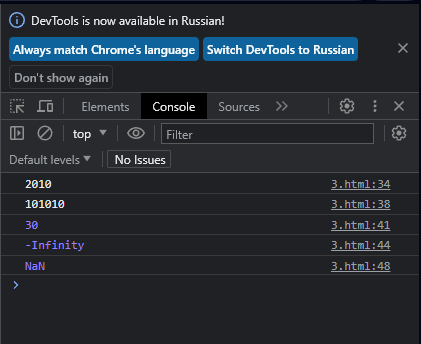 DevTools is now available in Russian!
Always match Chrome's language Switch DevTools to Russian
Don't show again
Elements Console Sources
top Filter
Default levels No Issues
2010 3.html:34
101010 3.html:38
30 3.html:41
-Infinity 3.html:44
NaN 3.html:48